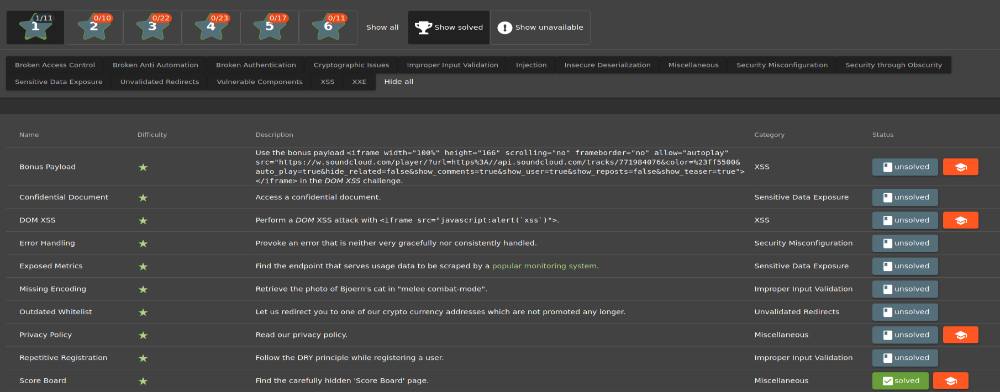 1/11 0/10 0/22 0/23 0/17 0/11
1 2 3 4 5 6 Show all Show solved Show unavailable
Broken Access Control Broken Anti Automation Broken Authentication Cryptographic Issues Improper Input Validation Injection Insecure Deserialization Miscellaneous Security Misconfiguration Security through Obscurity
Sensitive Data Exposure Unvalidated Redirects Vulnerable Components XSS XXE Hide all
Name Difficulty Description Category Status
Use the bonus payload <iframe width="100%" height="166" scrolling="no" frameborder="no" allow="autoplay"
src="https://w.soundcloud.com/player/?url=https%3A//api.soundcloud.com/tracks/771984076&color=%23ff5500&
Bonus Payload XSS unsolved
auto_play=true&hide_related=false&show_comments=true&show_user=true&show_reposts=false&show_teaser=true">
</iframe> in the DOM XSS challenge.
Confidential Document Access a confidential document. Sensitive Data Exposure unsolved
DOM XSS Perform a DOM XSS attack with <iframe src="javascript:alert(`xss`)">. XSS unsolved
Error Handling Provoke an error that is neither very gracefully nor consistently handled. Security Misconfiguration unsolved
Exposed Metrics Find the endpoint that serves usage data to be scraped by a popular monitoring system. Sensitive Data Exposure unsolved
Missing Encoding Retrieve the photo of Bjoern's cat in "melee combat-mode". Improper Input Validation unsolved
Outdated Whitelist Let us redirect you to one of our crypto currency addresses which are not promoted any longer. Unvalidated Redirects unsolved
Privacy Policy Read our privacy policy. Miscellaneous unsolved
Repetitive Registration Follow the DRY principle while registering a user. Improper Input Validation unsolved
Score Board Find the carefully hidden 'Score Board' page. Miscellaneous solved